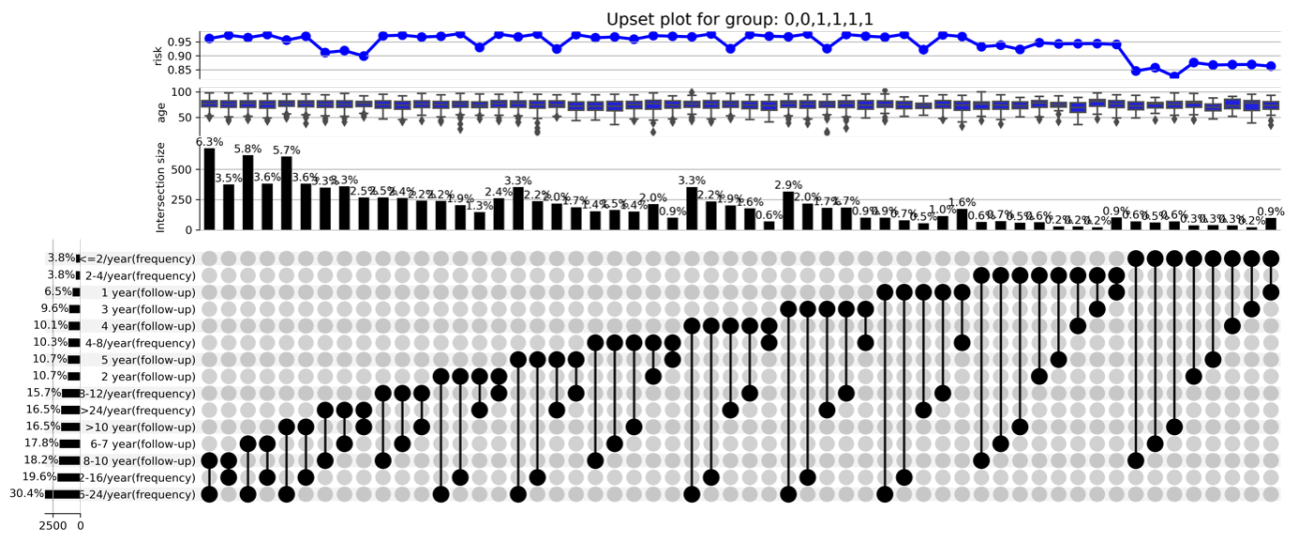 Upset plot for group: 0,0,1,1,1,1
risk
0.95
0.90
0.85
age
100
50
Intersection size
500
250
0
6.3% 3.5% 5.8% 3.6% 5.7% 3.6% 3.3% 3.3% 2.5% 2.5% 2.4% 2.2% 2.2% 1.9% 1.3% 2.4% 3.3% 2.2% 2.0% 1.7% 1.4% 1.5% 1.4% 2.0% 0.9% 3.3% 2.2% 1.9% 1.6% 0.6% 2.9% 2.0% 1.7% 1.7% 0.9% 0.9% 0.7% 0.5% 1.0% 1.6% 0.6% 0.7% 0.5% 0.6% 0.2% 0.2% 0.2% 0.9% 0.6% 0.5% 0.6% 0.3% 0.3% 0.3% 0.2% 0.9%
3.8% <=2/year(frequency)
3.8% 2-4/year(frequency)
6.5% 1 year(follow-up)
9.6% 3 year(follow-up)
10.1% 4 year(follow-up)
10.3% 4-8/year(frequency)
10.7% 5 year(follow-up)
10.7% 2 year(follow-up)
15.7% 8-12/year(frequency)
16.5% >24/year(frequency)
16.5% >10 year(follow-up)
17.8% 6-7 year(follow-up)
18.2% 8-10 year(follow-up)
19.6% 2-16/year(frequency)
30.4% 6-24/year(frequency)
2500 0